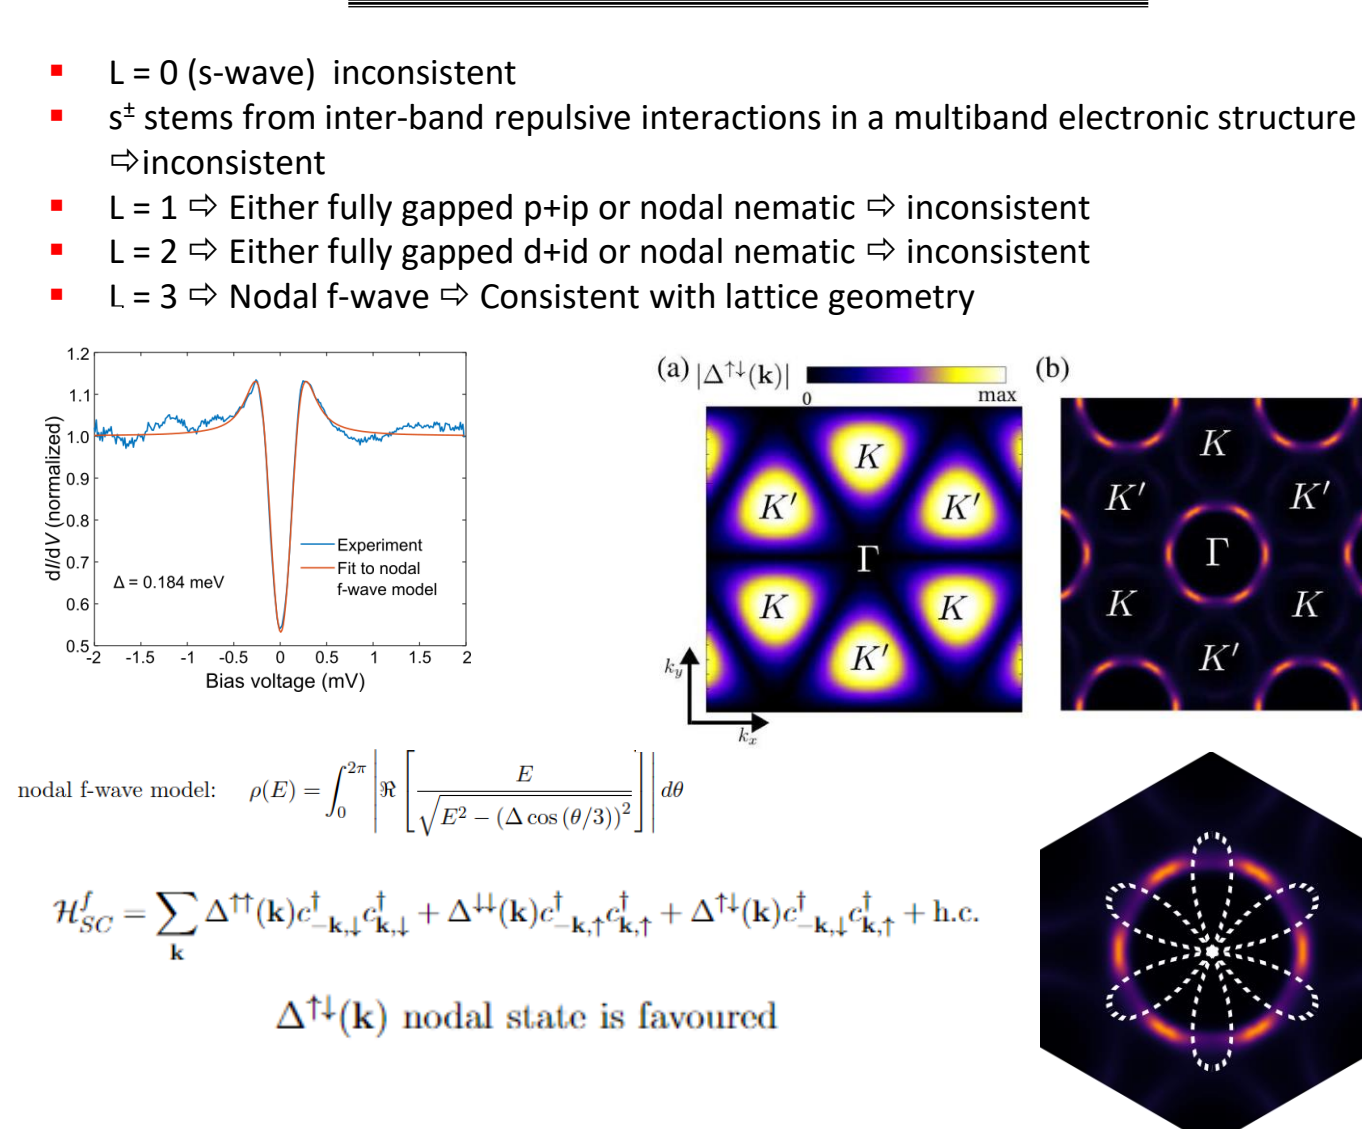 L = 0 (s-wave)  inconsistent
s± stems from inter-band repulsive interactions in a multiband electronic structure
⇨inconsistent
L = 1 ⇨ Either fully gapped p+ip or nodal nematic ⇨ inconsistent
L = 2 ⇨ Either fully gapped d+id or nodal nematic ⇨ inconsistent
L = 3 ⇨ Nodal f-wave ⇨ Consistent with lattice geometry
1.2
1.1
1.0
0.9
0.8
0.7
0.6
0.5
dI/dV (normalized)
Experiment
Fit to nodal
f-wave model
Δ = 0.184 meV
-2 -1.5 -1 -0.5 0 0.5 1 1.5 2
Bias voltage (mV)
(a) |Δ↑↓(k)|
0 max
K
K′ K′
Γ
K K
K′
k_y
k_x
(b)
K
K′ K′
Γ
K K
K′
nodal f-wave model: ρ(E) = ∫₀^{2π} | ℜ [ E / √(E² − (Δ cos (θ/3))²) ] | dθ
ℋ^f_{SC} = ∑_k Δ↑↑(k)c†_{−k,↓}c†_{k,↓} + Δ↓↓(k)c†_{−k,↑}c†_{k,↑} + Δ↑↓(k)c†_{−k,↓}c†_{k,↑} + h.c.
Δ↑↓(k) nodal state is favoured